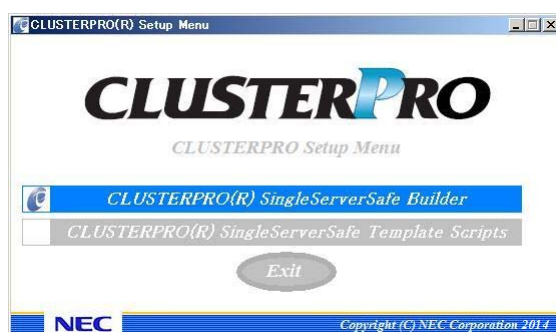 CLUSTERPRO(R) Setup Menu
CLUSTERPRO
CLUSTERPRO Setup Menu
CLUSTERPRO(R) SingleServerSafe Builder
CLUSTERPRO(R) SingleServerSafe Template Scripts
Exit
NEC
Copyright (C) NEC Corporation 2014